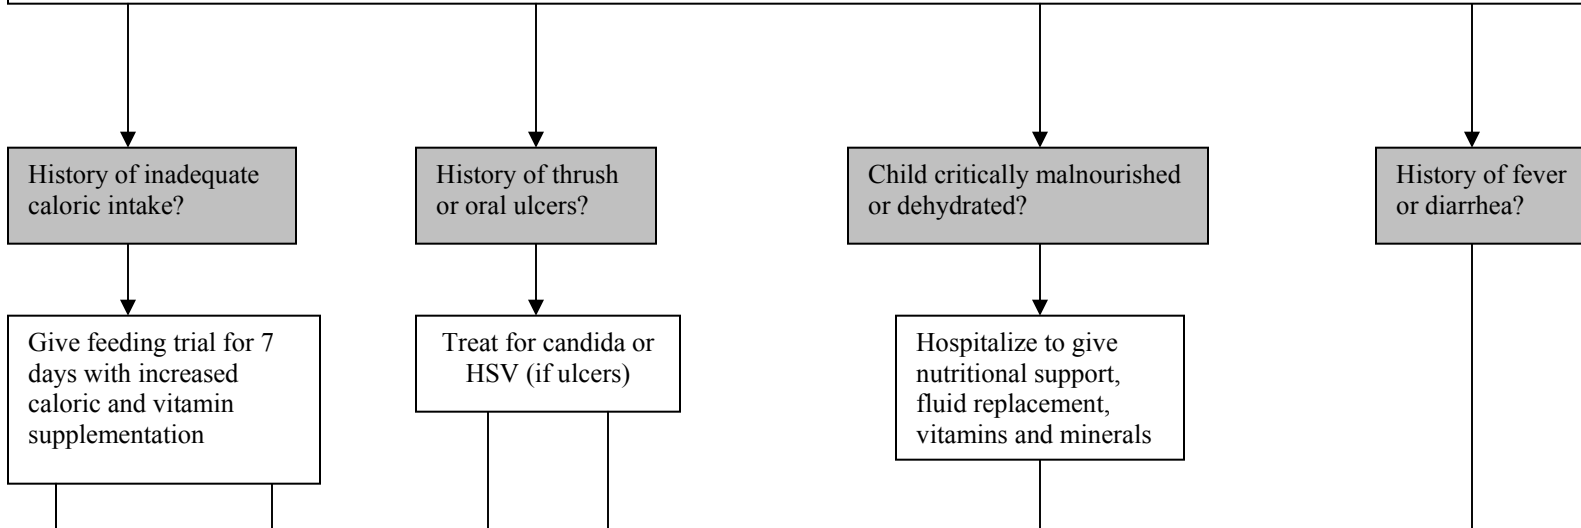 History of inadequate
caloric intake?
History of thrush
or oral ulcers?
Child critically malnourished
or dehydrated?
History of fever
or diarrhea?
Give feeding trial for 7
days with increased
caloric and vitamin
supplementation
Treat for candida or
HSV (if ulcers)
Hospitalize to give
nutritional support,
fluid replacement,
vitamins and minerals